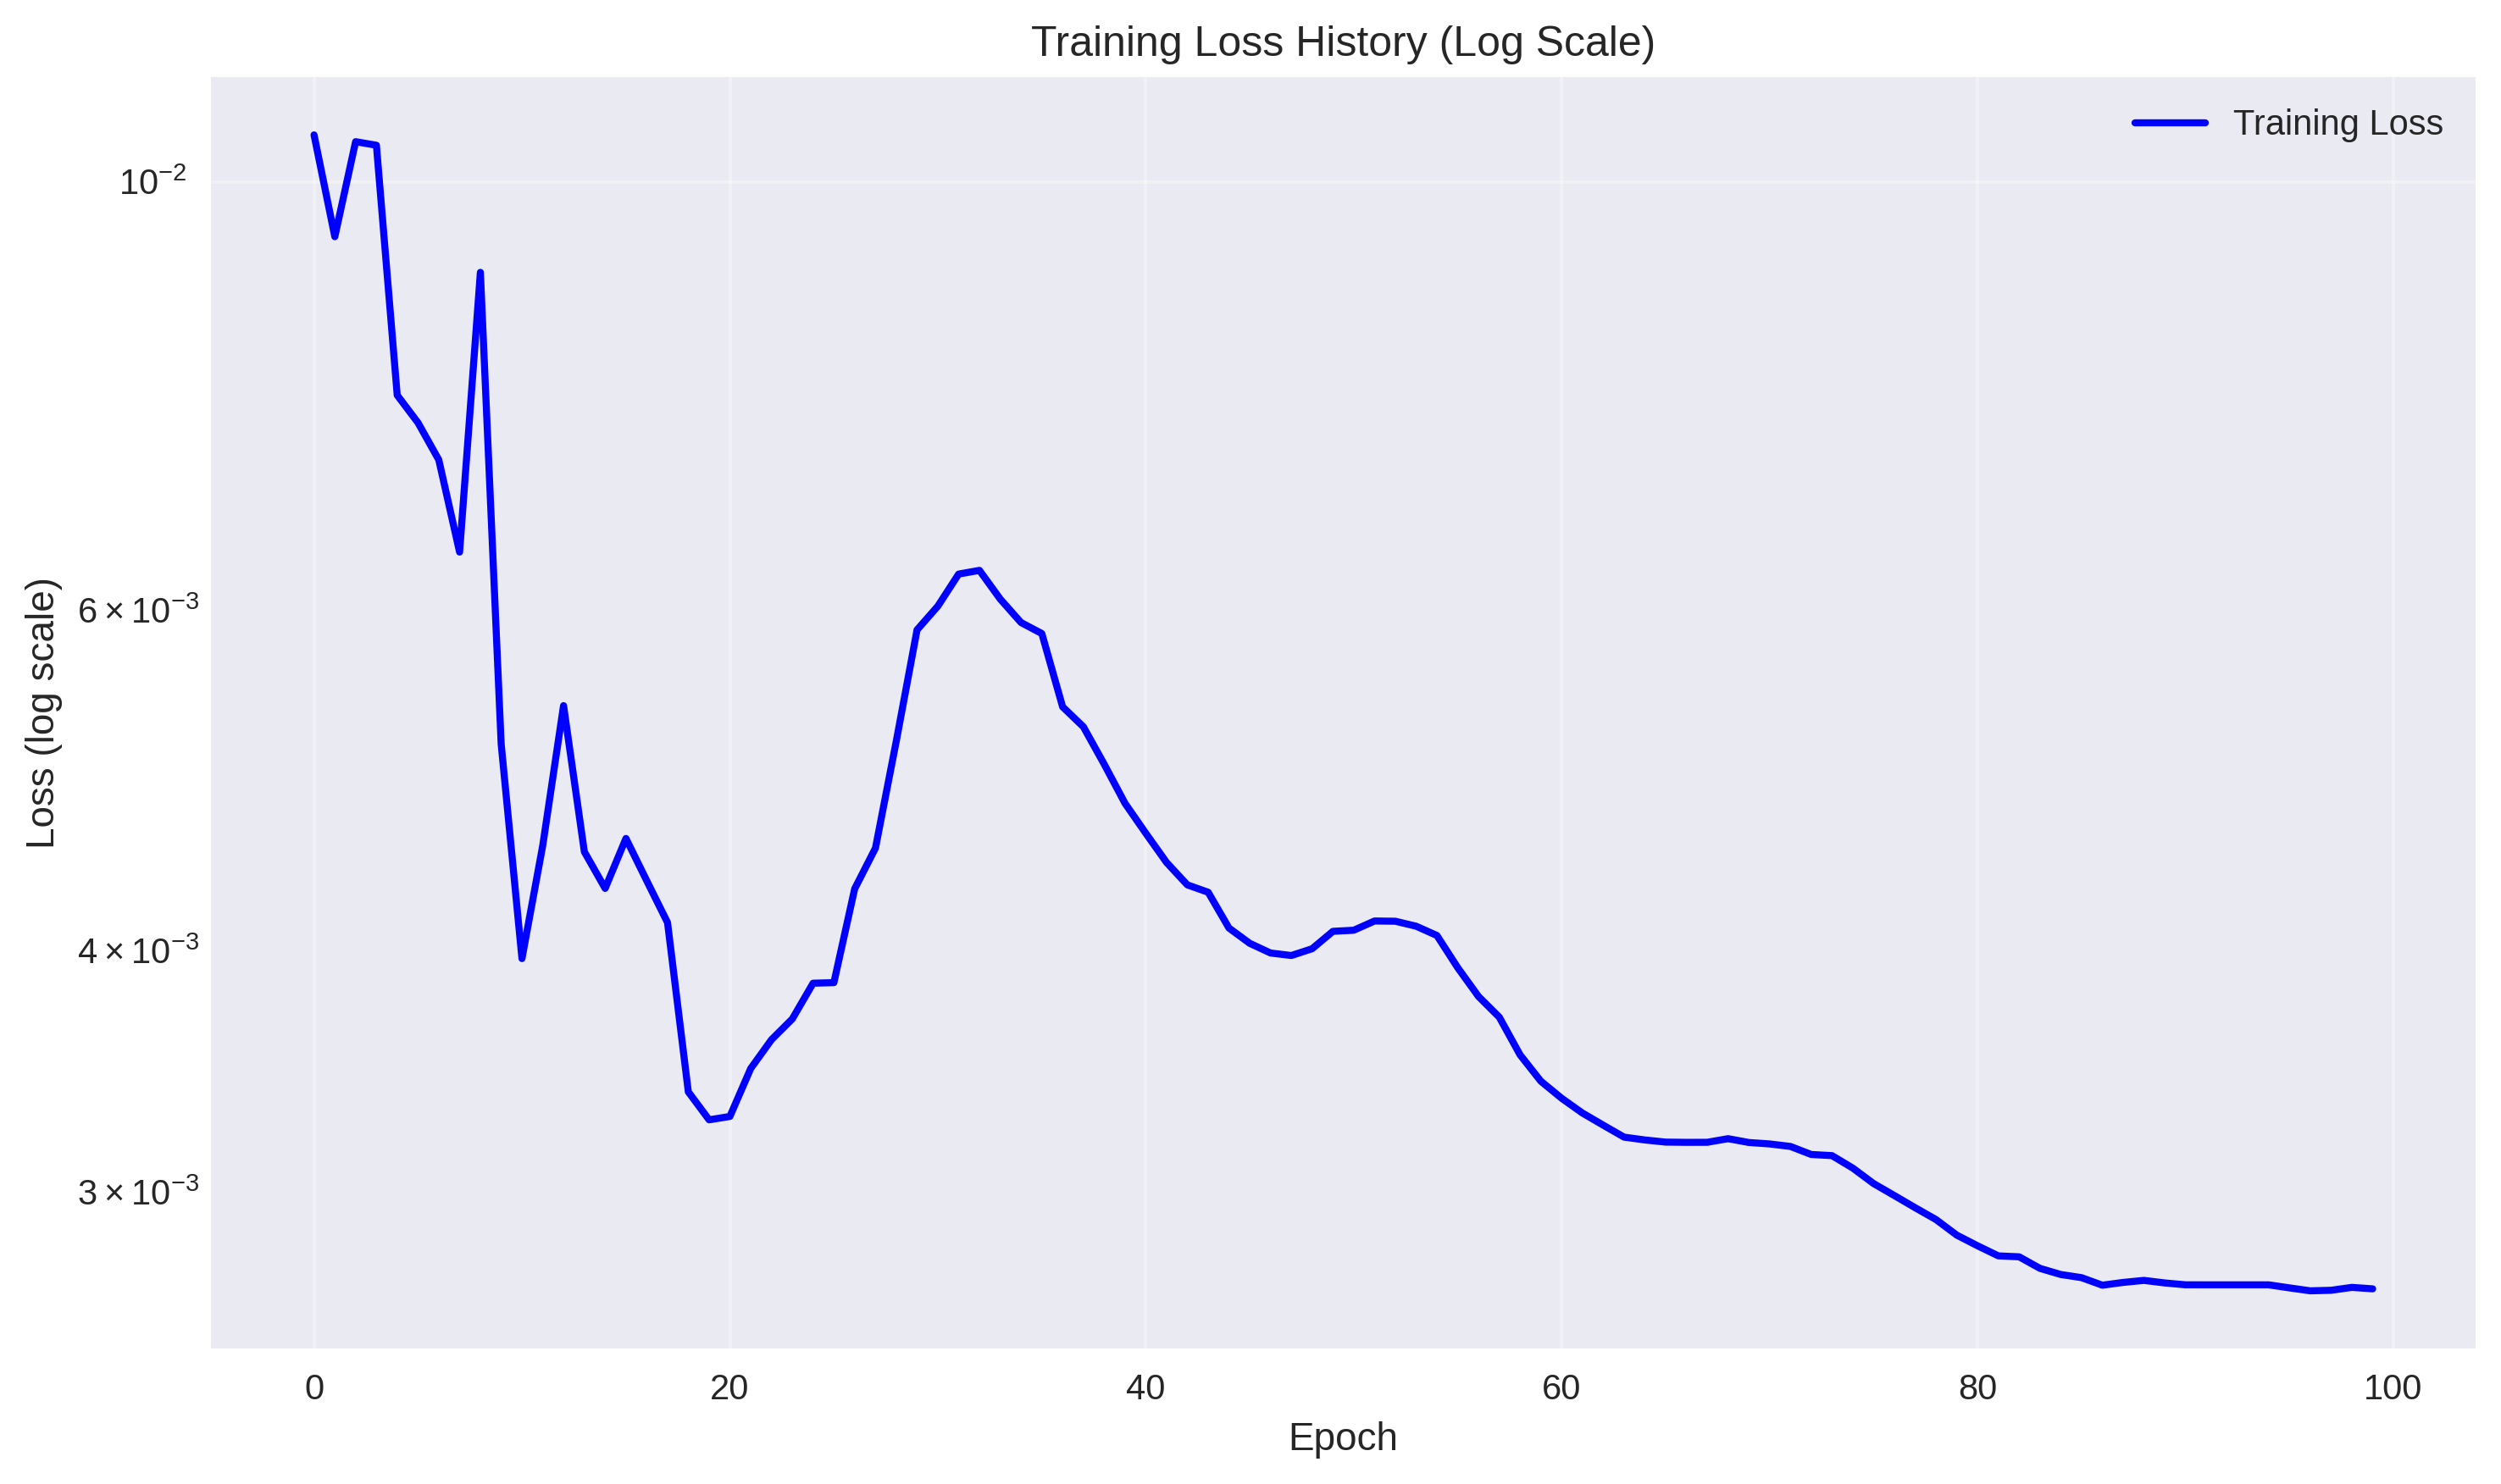 Training Loss History (Log Scale)
Training Loss
10⁻²
6 × 10⁻³
4 × 10⁻³
3 × 10⁻³
Loss (log scale)
0 20 40 60 80 100
Epoch